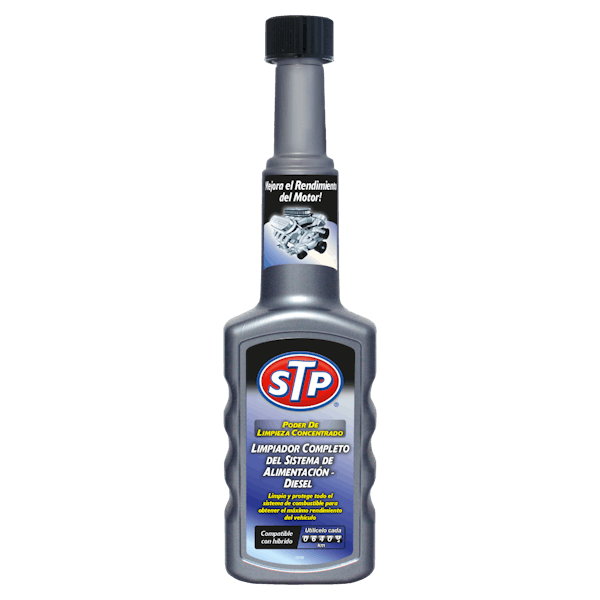 Mejora el Rendimiento
del Motor!
STP
®
PODER DE
LIMPIEZA CONCENTRADO
LIMPIADOR COMPLETO
DEL SISTEMA DE
ALIMENTACIÓN -
DIESEL
Limpia y protege todo el
sistema de combustible para
obtener el máximo rendimiento
del vehículo
Compatible
con híbrido
Utilícelo cada
km